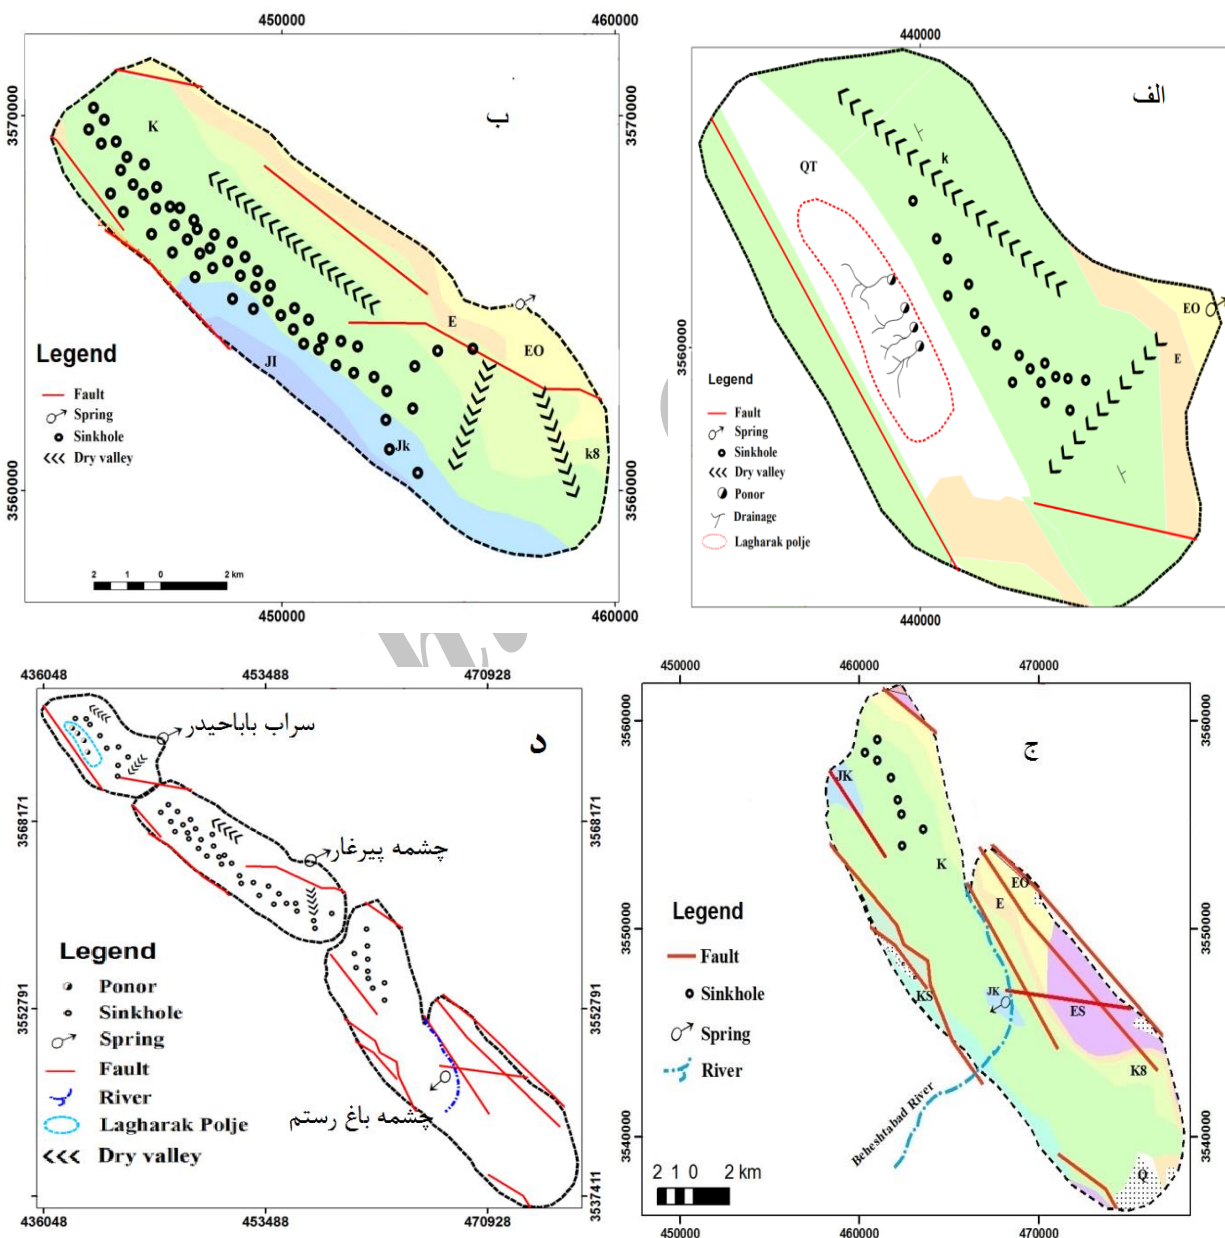 450000
460000
3570000
3560000
ب
K
E
EO
JI
Jk
k8
Legend
Fault
Spring
Sinkhole
Dry valley
2 1 0 2 km
450000
460000
440000
الف
QT
k
EO
E
3560000
Legend
Fault
Spring
Sinkhole
Dry valley
Ponor
Drainage
Lagharak polje
440000
436048
453488
470928
سراب باباحیدر
د
3568171
3568171
چشمه پیرغار
3552791
3552791
چشمه باغ رستم
Legend
Ponor
Sinkhole
Spring
Fault
River
Lagharak Polje
Dry valley
3537411
436048
453488
470928
450000
460000
470000
ج
3560000
3560000
JK
K
EO
E
3550000
3550000
KS
JK
ES
K8
Legend
Fault
Sinkhole
Spring
River
Beheshtabad River
3540000
3540000
Q
2 1 0 2 km
450000
460000
470000